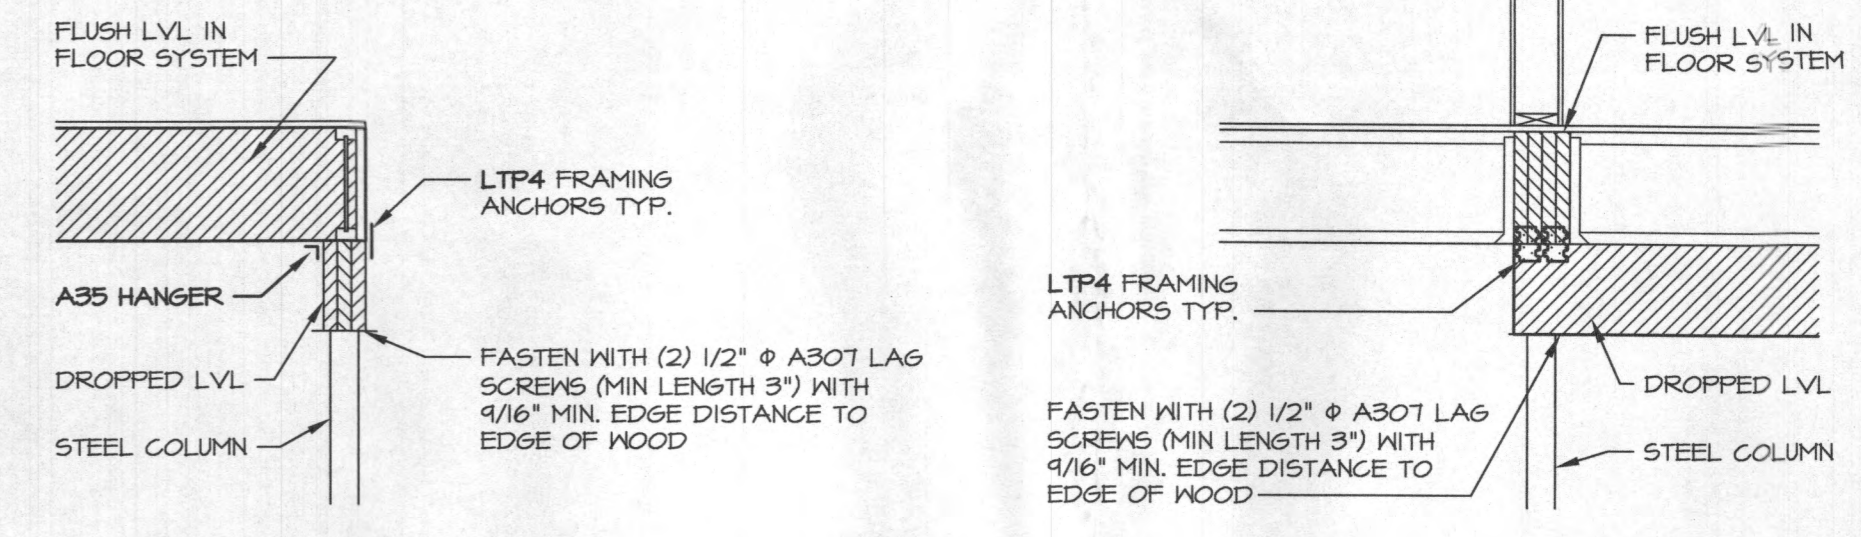 FLUSH LVL IN
FLOOR SYSTEM
LTP4 FRAMING
ANCHORS TYP.
A35 HANGER
FASTEN WITH (2) 1/2" Φ A307 LAG
SCREWS (MIN LENGTH 3") WITH
9/16" MIN. EDGE DISTANCE TO
EDGE OF WOOD
DROPPED LVL
STEEL COLUMN
FLUSH LVL IN
FLOOR SYSTEM
LTP4 FRAMING
ANCHORS TYP.
DROPPED LVL
FASTEN WITH (2) 1/2" Φ A307 LAG
SCREWS (MIN LENGTH 3") WITH
9/16" MIN. EDGE DISTANCE TO
EDGE OF WOOD
STEEL COLUMN